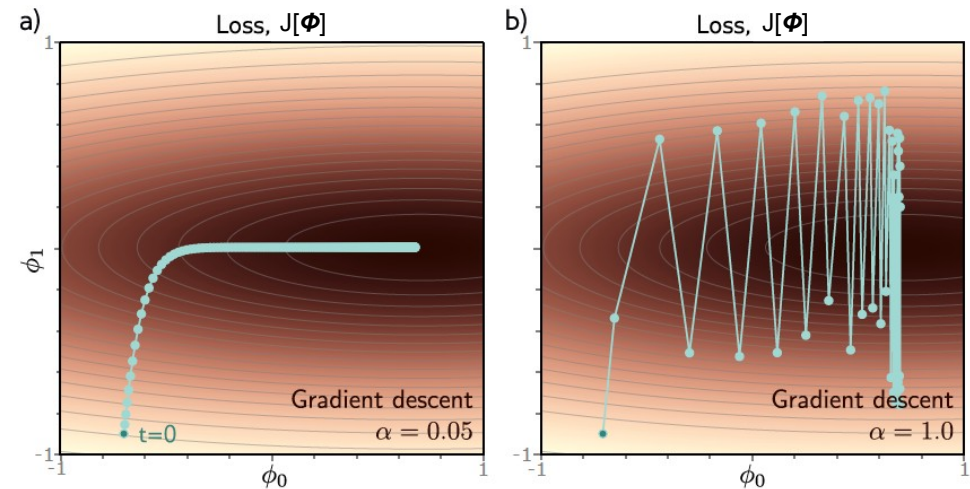 a)
Loss, J[Φ]
1
ϕ₁
-1
-1
ϕ₀
1
t=0
Gradient descent
α = 0.05
b)
Loss, J[Φ]
1
-1
-1
ϕ₀
1
Gradient descent
α = 1.0